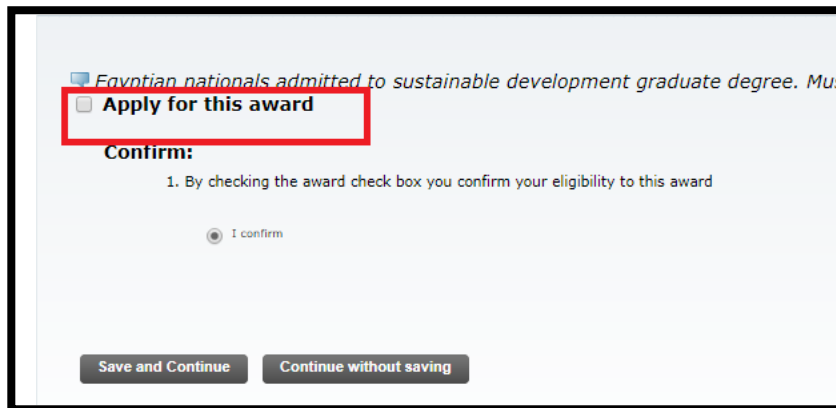 Egyptian nationals admitted to sustainable development graduate degree.
Apply for this award
Confirm:
1. By checking the award check box you confirm your eligibility to this award
I confirm
Save and Continue
Continue without saving